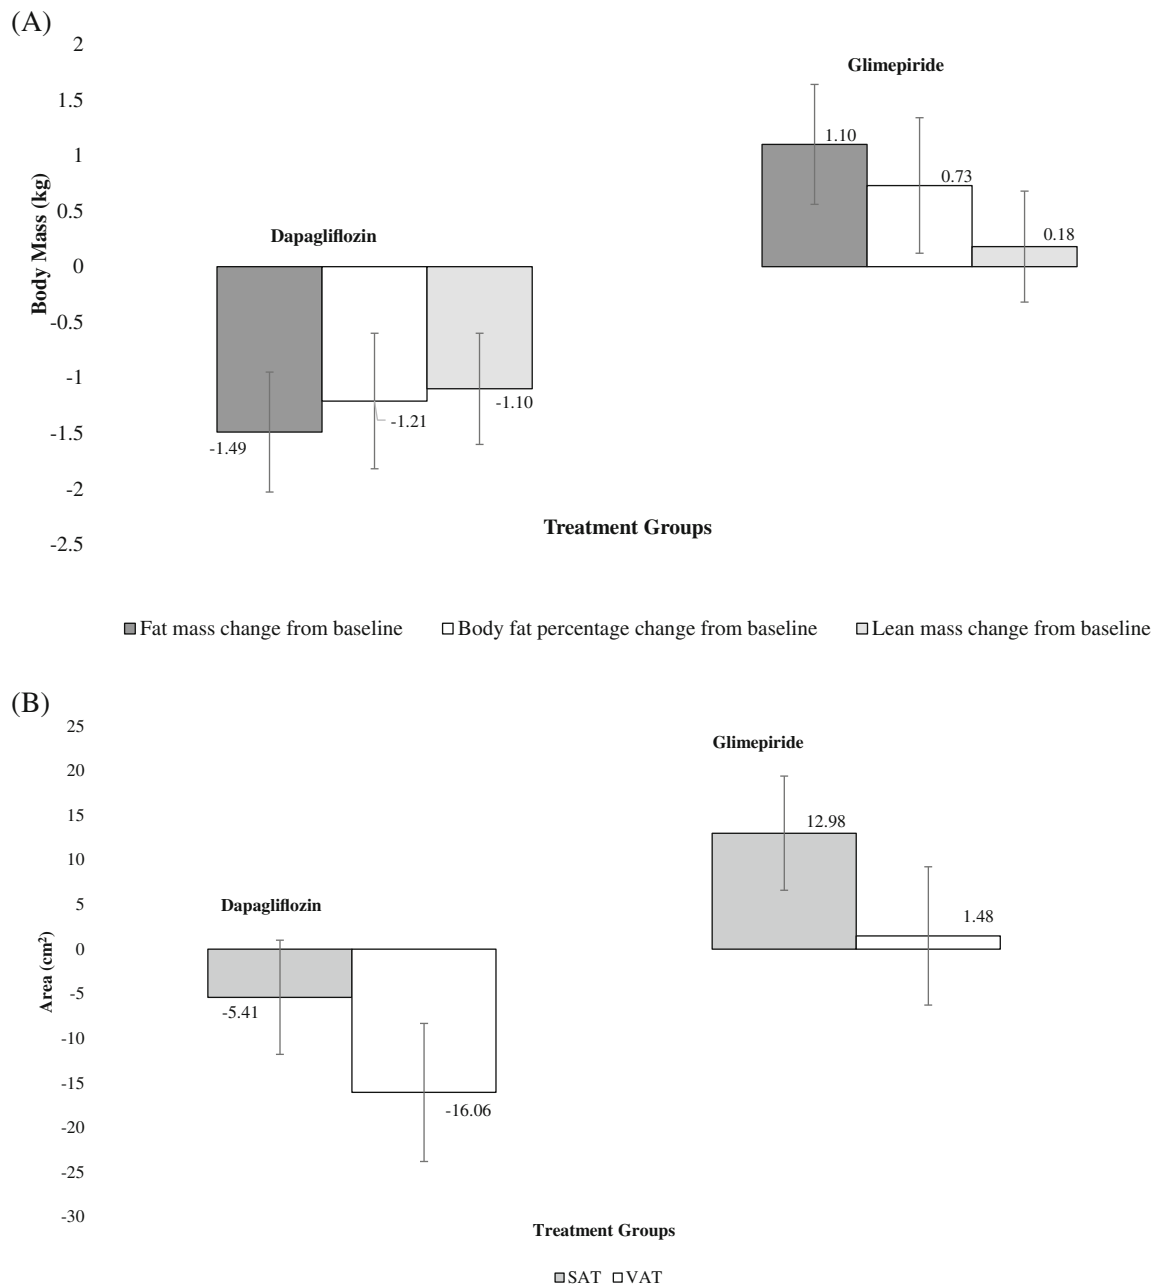 (A)
2
1.5
1
0.5
0
-0.5
-1
-1.5
-2
-2.5
Body Mass (kg)
Dapagliflozin
-1.49
-1.21
-1.10
Glimepiride
1.10
0.73
0.18
Treatment Groups
Fat mass change from baseline
Body fat percentage change from baseline
Lean mass change from baseline
(B)
25
20
15
10
5
0
-5
-10
-15
-20
-25
-30
Area (cm²)
Dapagliflozin
-5.41
-16.06
Glimepiride
12.98
1.48
Treatment Groups
SAT
VAT